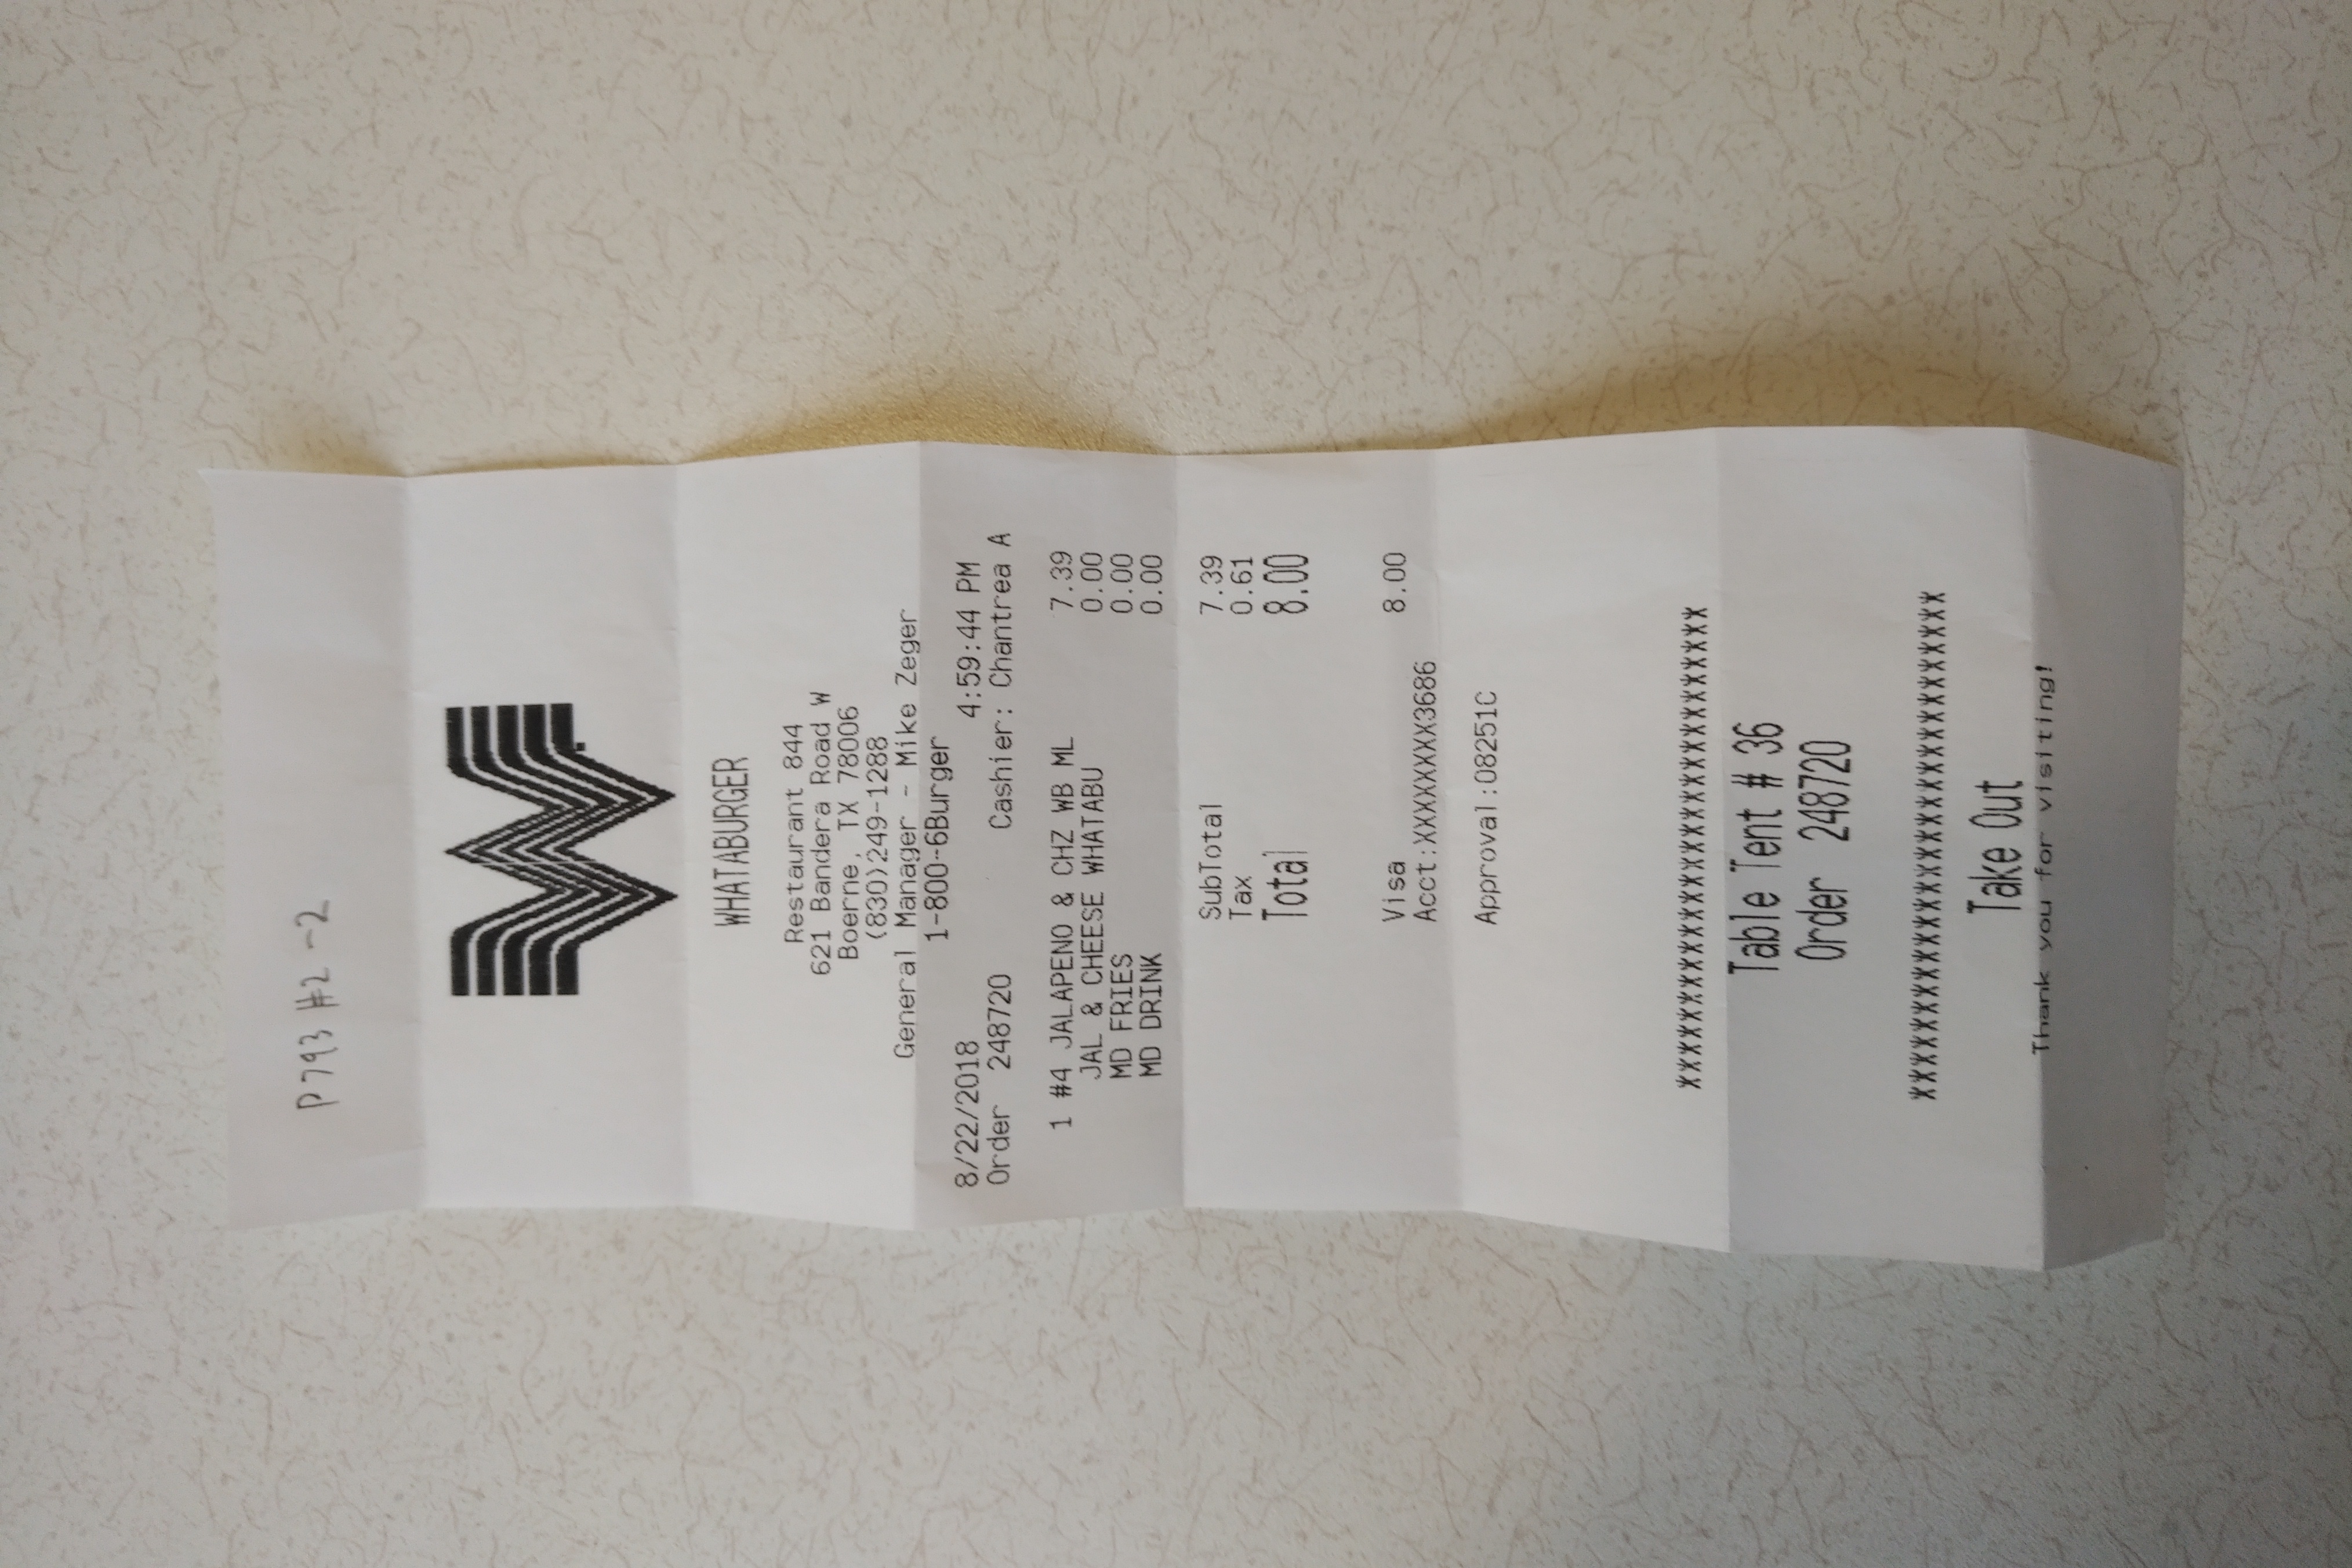 P793 #2-2
WHATABURGER
Restaurant 844
621 Bandera Road W
Boerne, TX 78006
(830)249-1288
General Manager - Mike Zeger
1-800-6Burger
8/22/2018 4:59:44 PM
Order 248720 Cashier: Chantrea A
1 #4 JALAPENO & CHZ WB ML 7.39
JAL & CHEESE WHATABU 0.00
MD FRIES 0.00
MD DRINK 0.00
SubTotal 7.39
Tax 0.61
Total 8.00
Visa 8.00
Acct:XXXXXXXXXXXX3686
Approval:08251C
************************************
Table Tent # 36
Order 248720
************************************
Take Out
Thank you for visiting!